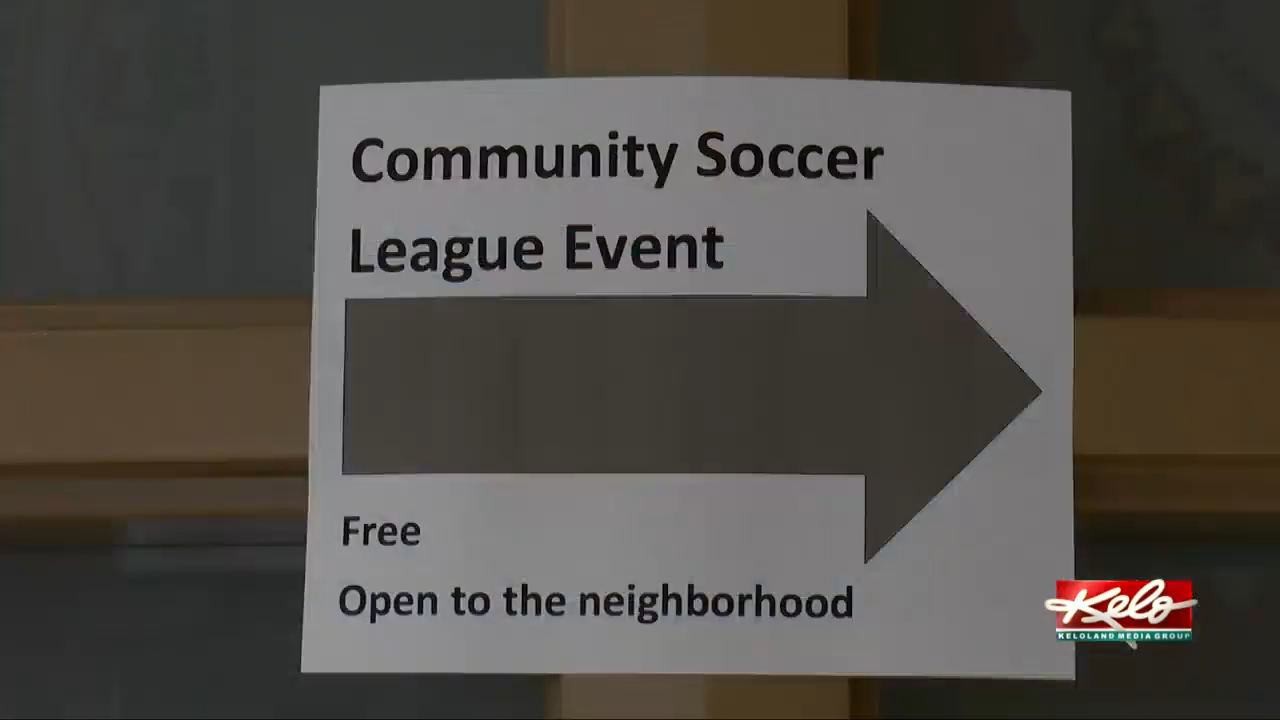 Community Soccer
League Event
Free
Open to the neighborhood
Kelo
KELOLAND MEDIA GROUP